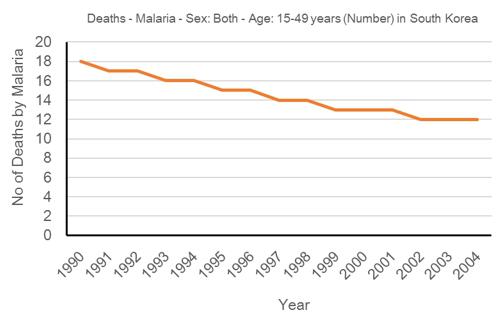 Deaths - Malaria - Sex: Both - Age: 15-49 years (Number) in South Korea
No of Deaths by Malaria
20
18
16
14
12
10
8
6
4
2
0
1990 1991 1992 1993 1994 1995 1996 1997 1998 1999 2000 2001 2002 2003 2004
Year